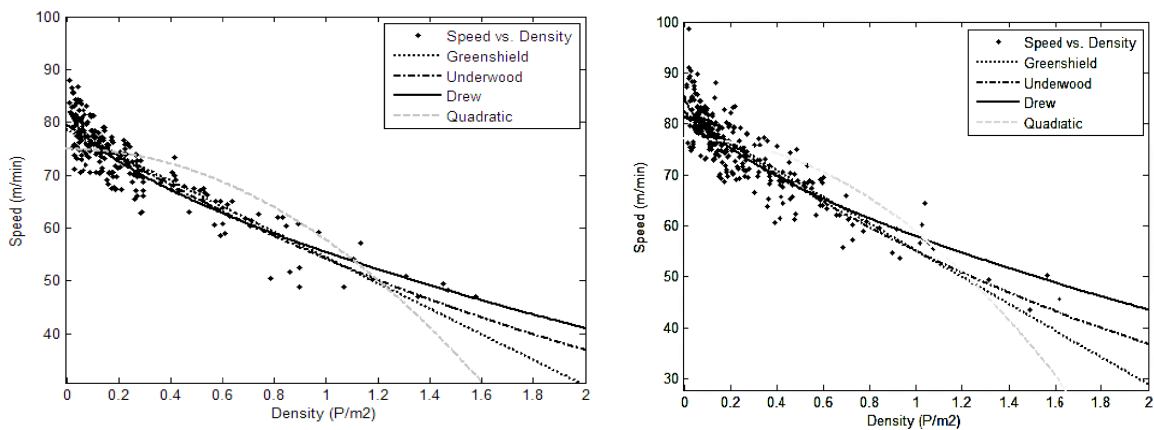 100
90
80
70
60
50
40
Speed (m/min)
Speed vs. Density
Greenshield
Underwood
Drew
Quadratic
0 0.2 0.4 0.6 0.8 1 1.2 1.4 1.6 1.8 2
Density (P/m2)
100
90
80
70
60
50
40
30
Speed (m/min)
Speed vs. Density
Greenshield
Underwood
Drew
Quadratic
0 0.2 0.4 0.6 0.8 1 1.2 1.4 1.6 1.8 2
Density (P/m2)